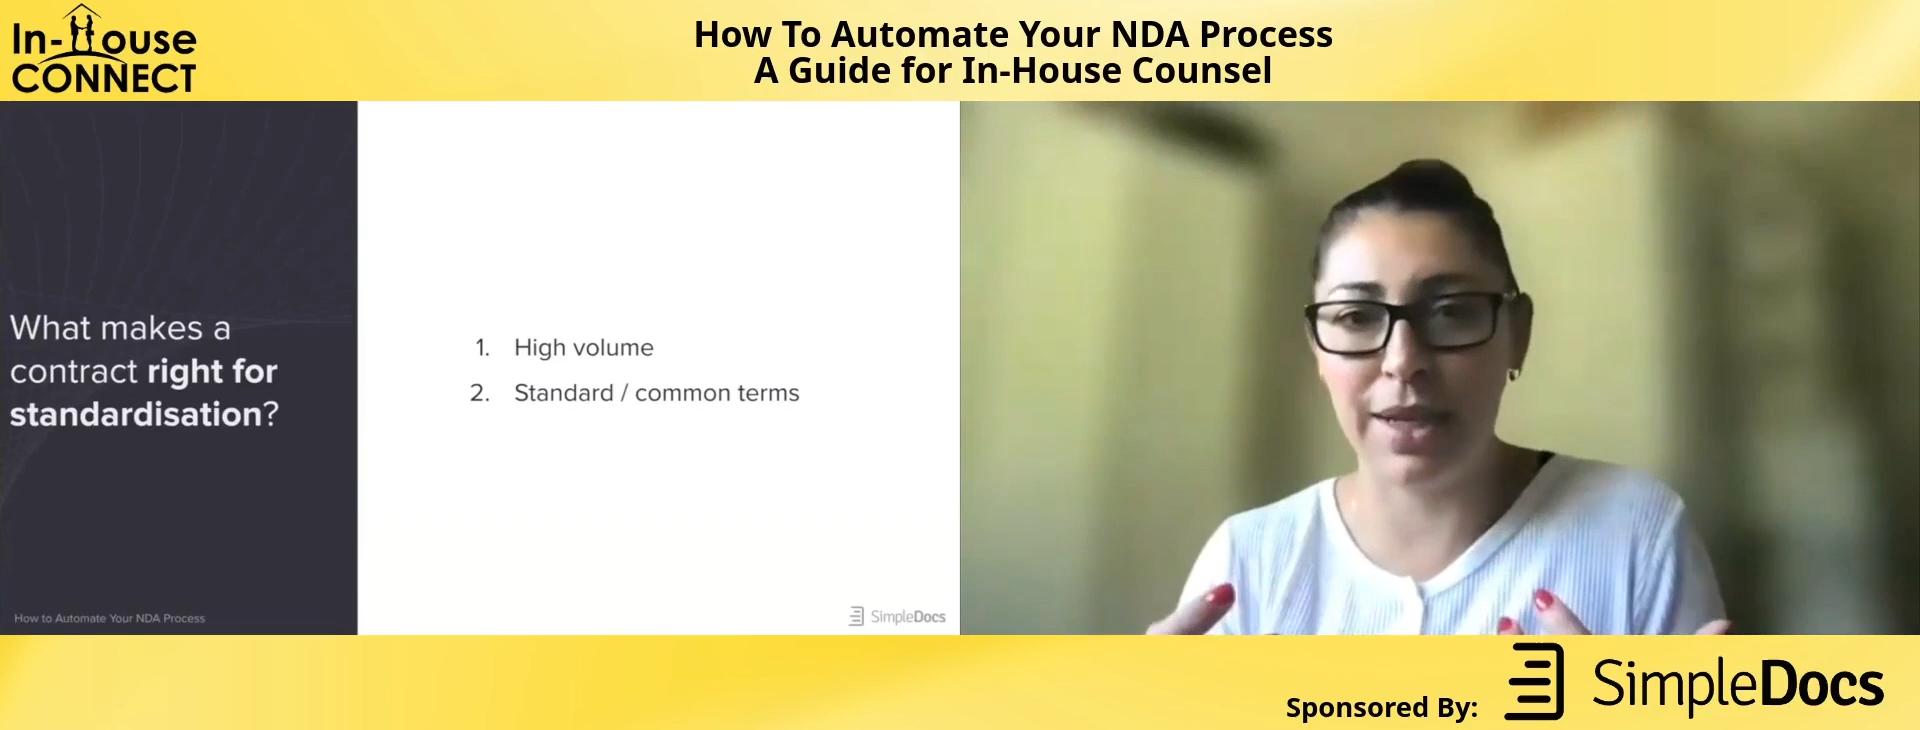 In-House
CONNECT
How To Automate Your NDA Process
A Guide for In-House Counsel
What makes a
contract right for
standardisation?
1. High volume
2. Standard / common terms
How to Automate Your NDA Process
SimpleDocs
Sponsored By:
SimpleDocs